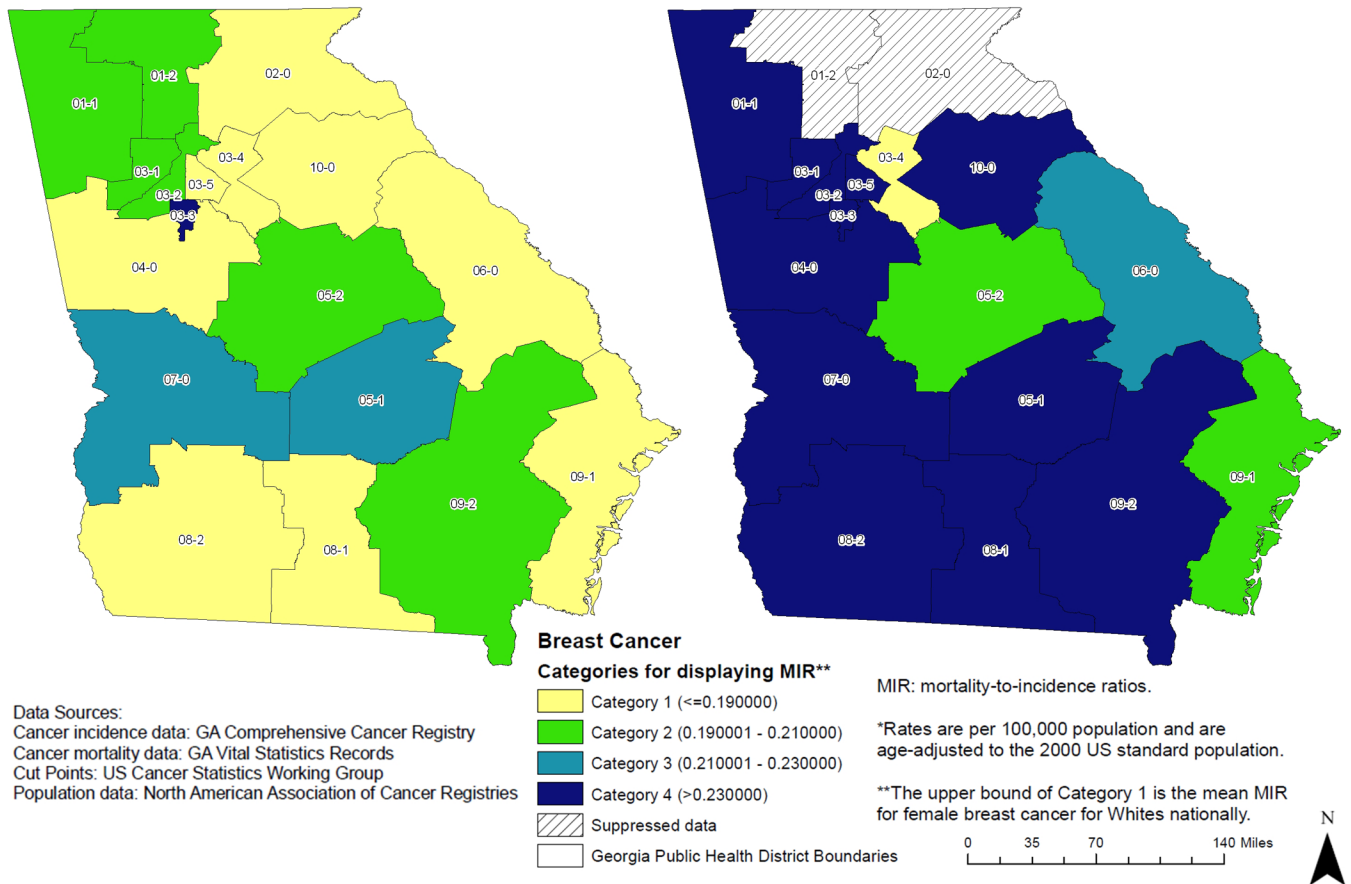 01-2
02-0
01-1
03-4
10-0
03-1
03-5
03-2
03-3
04-0
06-0
05-2
07-0
05-1
09-1
09-2
08-2
08-1
01-2
02-0
01-1
03-4
10-0
03-1
03-5
03-2
03-3
04-0
06-0
05-2
07-0
05-1
09-1
09-2
08-2
08-1
Breast Cancer
Categories for displaying MIR**
Category 1 (<=0.190000)
Category 2 (0.190001 - 0.210000)
Category 3 (0.210001 - 0.230000)
Category 4 (>0.230000)
Suppressed data
Georgia Public Health District Boundaries
Data Sources:
Cancer incidence data: GA Comprehensive Cancer Registry
Cancer mortality data: GA Vital Statistics Records
Cut Points: US Cancer Statistics Working Group
Population data: North American Association of Cancer Registries
MIR: mortality-to-incidence ratios.
*Rates are per 100,000 population and are
age-adjusted to the 2000 US standard population.
**The upper bound of Category 1 is the mean MIR
for female breast cancer for Whites nationally.
0 35 70 140 Miles
N